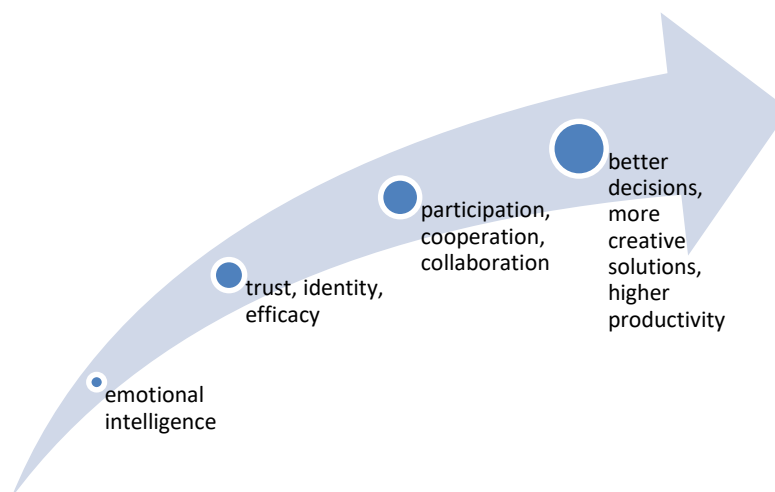 emotional
intelligence
trust, identity,
efficacy
participation,
cooperation,
collaboration
better
decisions,
more
creative
solutions,
higher
productivity